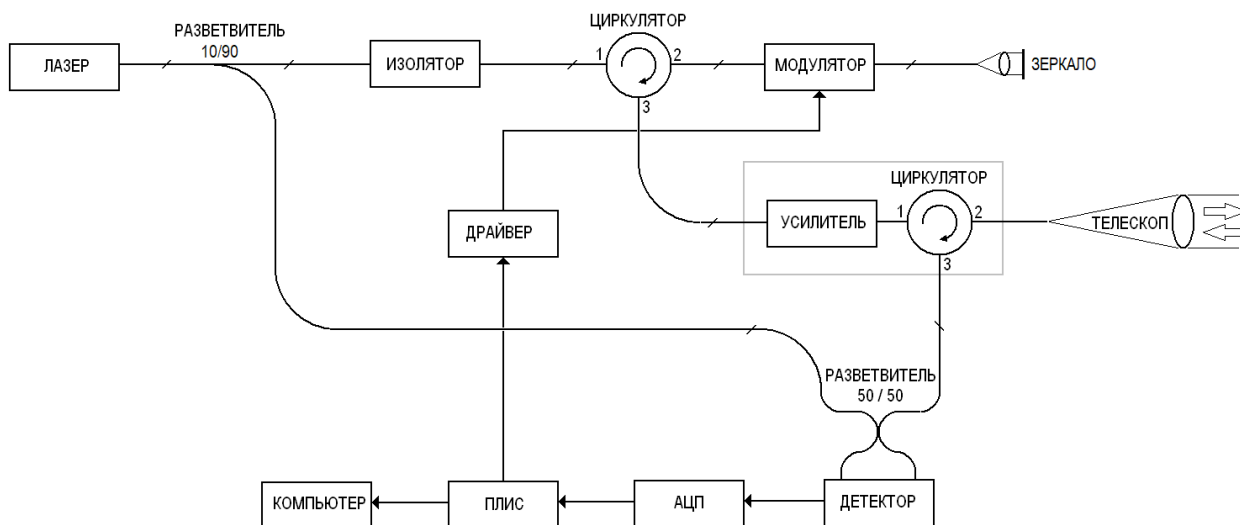 ЦИРКУЛЯТОР
РАЗВЕТВИТЕЛЬ
10/90
ЛАЗЕР
ИЗОЛЯТОР
1
2
3
МОДУЛЯТОР
ЗЕРКАЛО
ЦИРКУЛЯТОР
ДРАЙВЕР
УСИЛИТЕЛЬ
1
2
3
ТЕЛЕСКОП
РАЗВЕТВИТЕЛЬ
50 / 50
КОМПЬЮТЕР
ПЛИС
АЦП
ДЕТЕКТОР